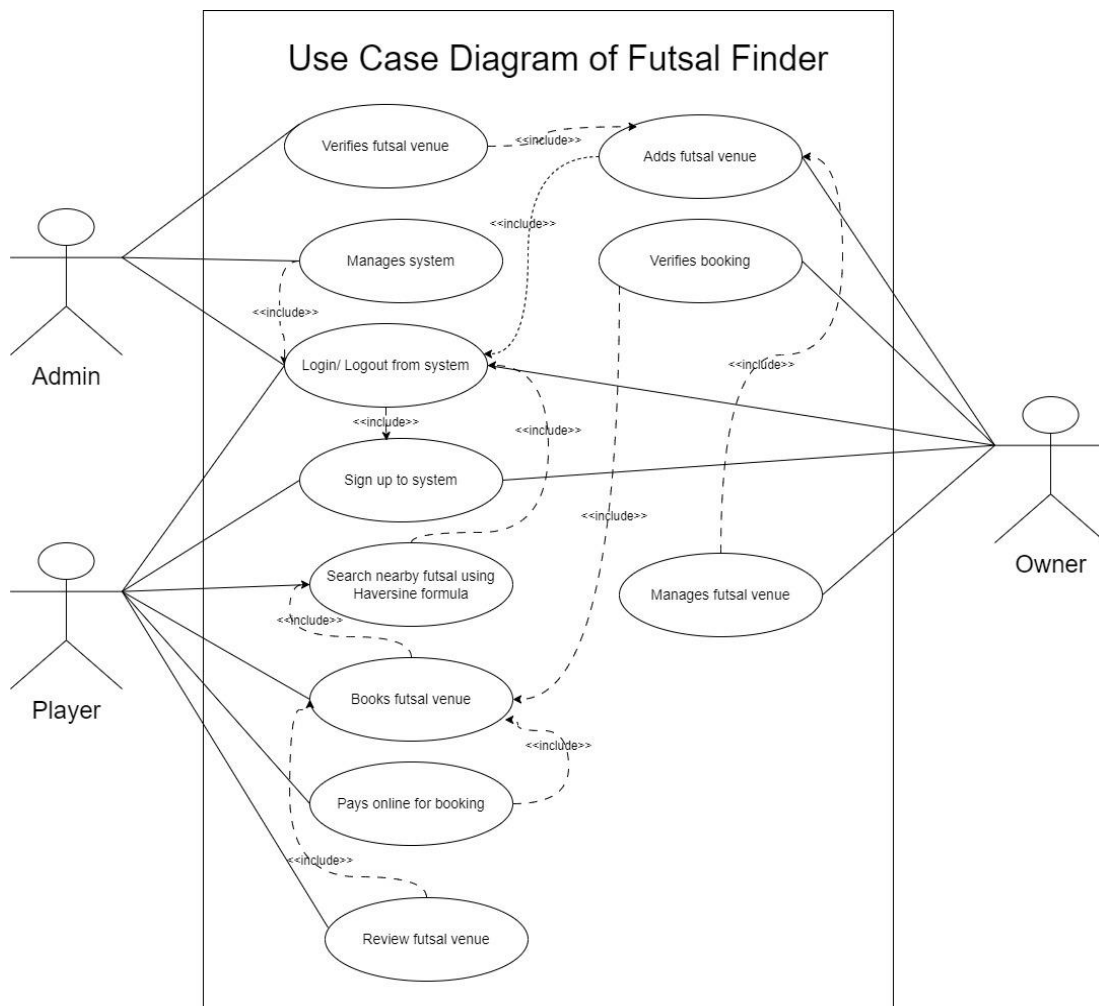 Use Case Diagram of Futsal Finder
Verifies futsal venue
<<include>>
Adds futsal venue
<<include>>
Manages system
Verifies booking
<<include>>
Admin
Login/ Logout from system
<<include>>
<<include>>
<<include>>
Sign up to system
<<include>>
Search nearby futsal using
Haversine formula
Manages futsal venue
Owner
<<include>>
Player
Books futsal venue
<<include>>
Pays online for booking
<<include>>
Review futsal venue